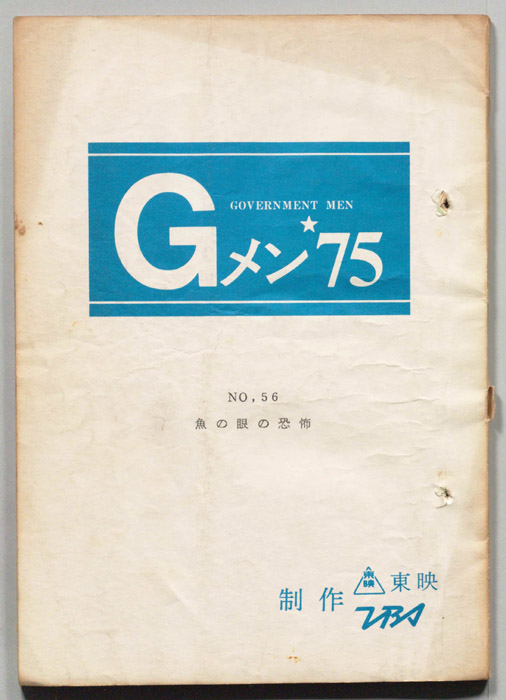 GOVERNMENT MEN
Gメン★'75
NO, 56
魚の眼の恐怖
制作 東映 東映
TBS